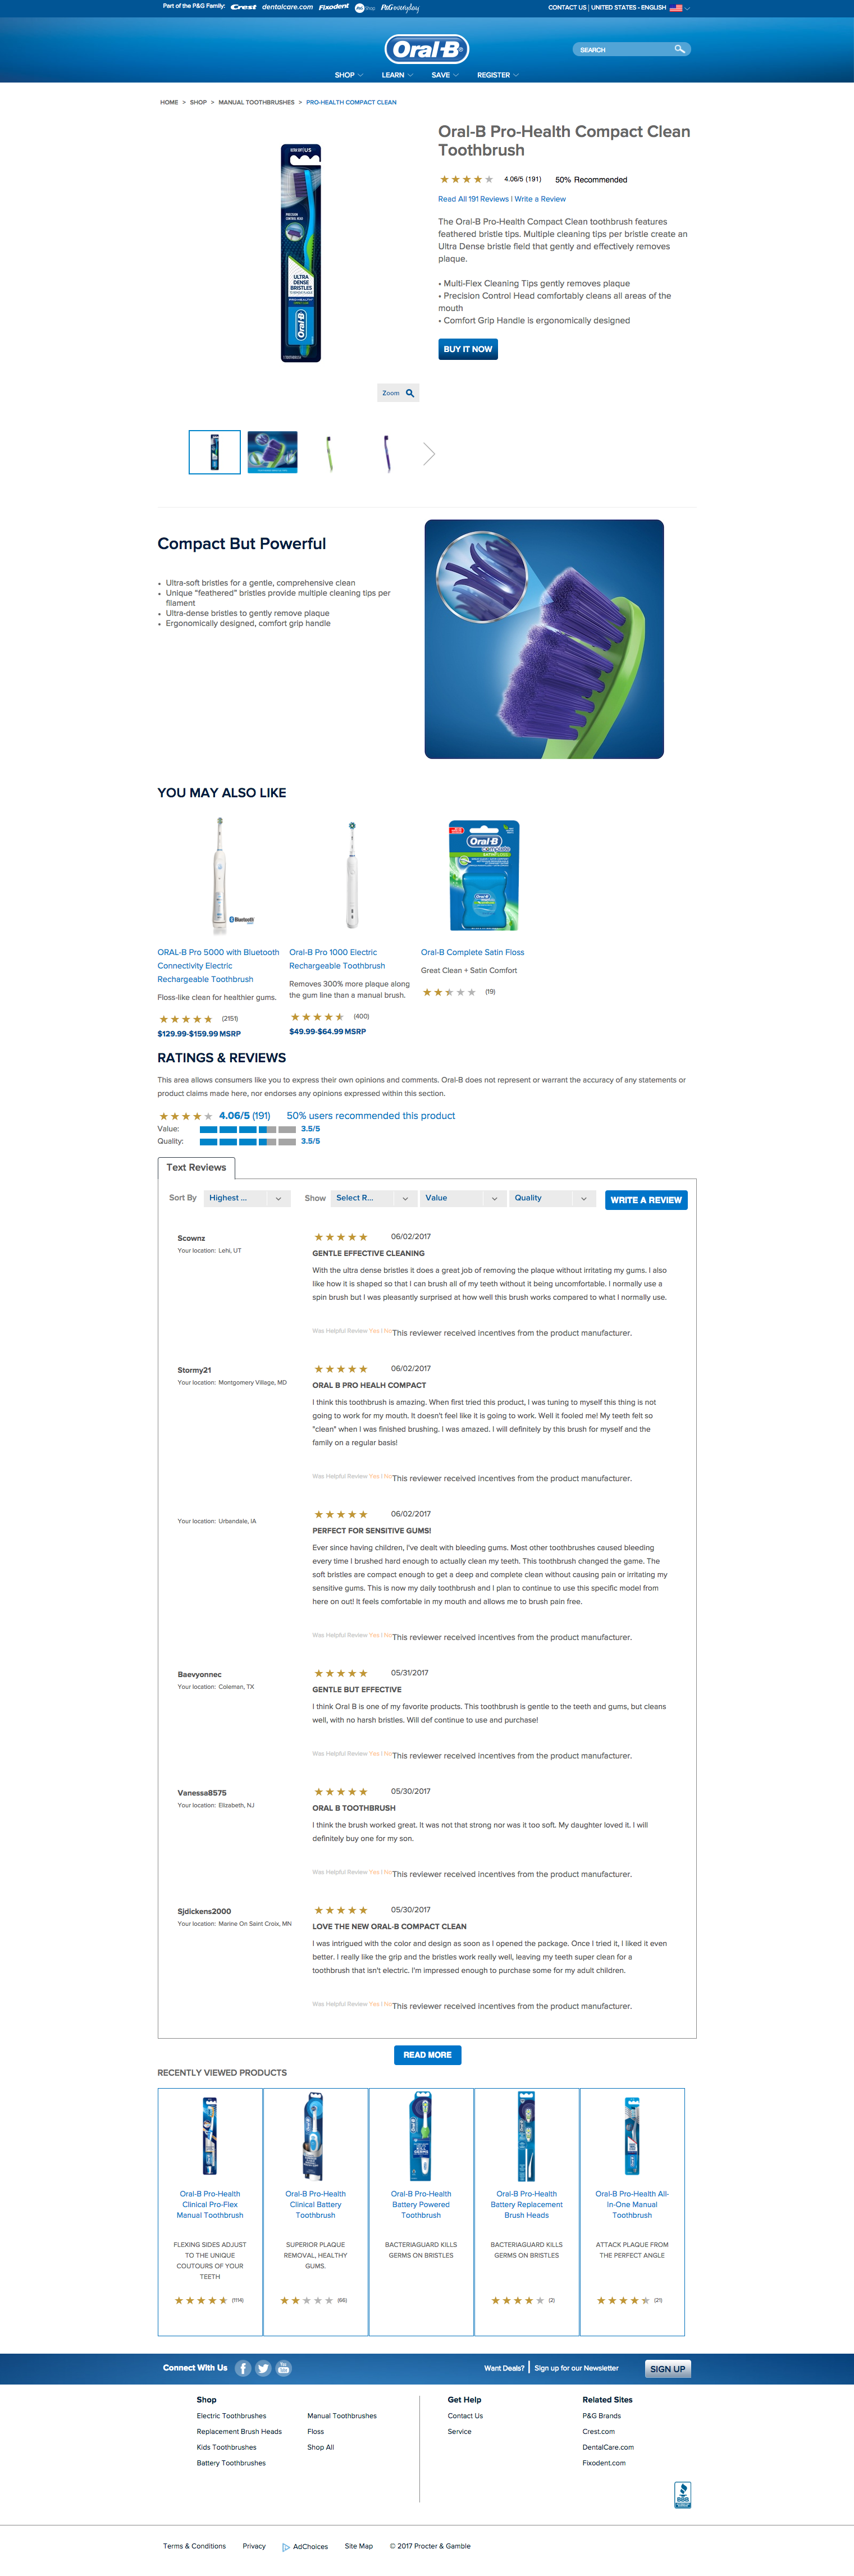 Part of the P&G Family: Crest dentalcare.com Fixodent P&G Shop P&G everyday
CONTACT US | UNITED STATES - ENGLISH
Oral-B
SEARCH
SHOP LEARN SAVE REGISTER
HOME > SHOP > MANUAL TOOTHBRUSHES > PRO-HEALTH COMPACT CLEAN
Oral-B Pro-Health Compact Clean
Toothbrush
4.06/5 (191) 50% Recommended
Read All 191 Reviews | Write a Review
The Oral-B Pro-Health Compact Clean toothbrush features
feathered bristle tips. Multiple cleaning tips per bristle create an
Ultra Dense bristle field that gently and effectively removes
plaque.
• Multi-Flex Cleaning Tips gently removes plaque
• Precision Control Head comfortably cleans all areas of the
mouth
• Comfort Grip Handle is ergonomically designed
BUY IT NOW
ULTRA
DENSE
BRISTLES
Oral-B
Zoom
Compact But Powerful
• Ultra-soft bristles for a gentle, comprehensive clean
• Unique "feathered" bristles provide multiple cleaning tips per
filament
• Ultra-dense bristles to gently remove plaque
• Ergonomically designed, comfort grip handle
YOU MAY ALSO LIKE
Bluetooth
Oral-B
complete
ORAL-B Pro 5000 with Bluetooth
Connectivity Electric
Rechargeable Toothbrush
Floss-like clean for healthier gums.
(2151)
$129.99-$159.99 MSRP
Oral-B Pro 1000 Electric
Rechargeable Toothbrush
Removes 300% more plaque along
the gum line than a manual brush.
(400)
$49.99-$64.99 MSRP
Oral-B Complete Satin Floss
Great Clean + Satin Comfort
(19)
RATINGS & REVIEWS
This area allows consumers like you to express their own opinions and comments. Oral-B does not represent or warrant the accuracy of any statements or
product claims made here, nor endorses any opinions expressed within this section.
4.06/5 (191) 50% users recommended this product
Value: 3.5/5
Quality: 3.5/5
Text Reviews
Sort By Highest ... Show Select R... Value Quality WRITE A REVIEW
Scownz
Your location: Lehi, UT
06/02/2017
GENTLE EFFECTIVE CLEANING
With the ultra dense bristles it does a great job of removing the plaque without irritating my gums. I also
like how it is shaped so that I can brush all of my teeth without it being uncomfortable. I normally use a
spin brush but I was pleasantly surprised at how well this brush works compared to what I normally use.
Was Helpful Review Yes | No This reviewer received incentives from the product manufacturer.
Stormy21
Your location: Montgomery Village, MD
06/02/2017
ORAL B PRO HEALH COMPACT
I think this toothbrush is amazing. When first tried this product, I was tuning to myself this thing is not
going to work for my mouth. It doesn't feel like it is going to work. Well it fooled me! My teeth felt so
"clean" when I was finished brushing. I was amazed. I will definitely by this brush for myself and the
family on a regular basis!
Was Helpful Review Yes | No This reviewer received incentives from the product manufacturer.
Your location: Urbandale, IA
06/02/2017
PERFECT FOR SENSITIVE GUMS!
Ever since having children, I've dealt with bleeding gums. Most other toothbrushes caused bleeding
every time I brushed hard enough to actually clean my teeth. This toothbrush changed the game. The
soft bristles are compact enough to get a deep and complete clean without causing pain or irritating my
sensitive gums. This is now my daily toothbrush and I plan to continue to use this specific model from
here on out! It feels comfortable in my mouth and allows me to brush pain free.
Was Helpful Review Yes | No This reviewer received incentives from the product manufacturer.
Baevyonnec
Your location: Coleman, TX
05/31/2017
GENTLE BUT EFFECTIVE
I think Oral B is one of my favorite products. This toothbrush is gentle to the teeth and gums, but cleans
well, with no harsh bristles. Will def continue to use and purchase!
Was Helpful Review Yes | No This reviewer received incentives from the product manufacturer.
Vanessa8575
Your location: Elizabeth, NJ
05/30/2017
ORAL B TOOTHBRUSH
I think the brush worked great. It was not that strong nor was it too soft. My daughter loved it. I will
definitely buy one for my son.
Was Helpful Review Yes | No This reviewer received incentives from the product manufacturer.
Sjdickens2000
Your location: Marine On Saint Croix, MN
05/30/2017
LOVE THE NEW ORAL-B COMPACT CLEAN
I was intrigued with the color and design as soon as I opened the package. Once I tried it, I liked it even
better. I really like the grip and the bristles work really well, leaving my teeth super clean for a
toothbrush that isn't electric. I'm impressed enough to purchase some for my adult children.
Was Helpful Review Yes | No This reviewer received incentives from the product manufacturer.
READ MORE
RECENTLY VIEWED PRODUCTS
Oral-B Pro-Health
Clinical Pro-Flex
Manual Toothbrush
FLEXING SIDES ADJUST
TO THE UNIQUE
COUTOURS OF YOUR
TEETH
(1114)
Oral-B Pro-Health
Clinical Battery
Toothbrush
SUPERIOR PLAQUE
REMOVAL, HEALTHY
GUMS.
(66)
Oral-B Pro-Health
Battery Powered
Toothbrush
BACTERIAGUARD KILLS
GERMS ON BRISTLES
Oral-B Pro-Health
Battery Replacement
Brush Heads
BACTERIAGUARD KILLS
GERMS ON BRISTLES
(2)
Oral-B Pro-Health All-
In-One Manual
Toothbrush
ATTACK PLAQUE FROM
THE PERFECT ANGLE
(21)
Connect With Us
Want Deals? | Sign up for our Newsletter SIGN UP
Shop
Electric Toothbrushes
Replacement Brush Heads
Kids Toothbrushes
Battery Toothbrushes
Manual Toothbrushes
Floss
Shop All
Get Help
Contact Us
Service
Related Sites
P&G Brands
Crest.com
DentalCare.com
Fixodent.com
BBB
Terms & Conditions Privacy AdChoices Site Map © 2017 Procter & Gamble